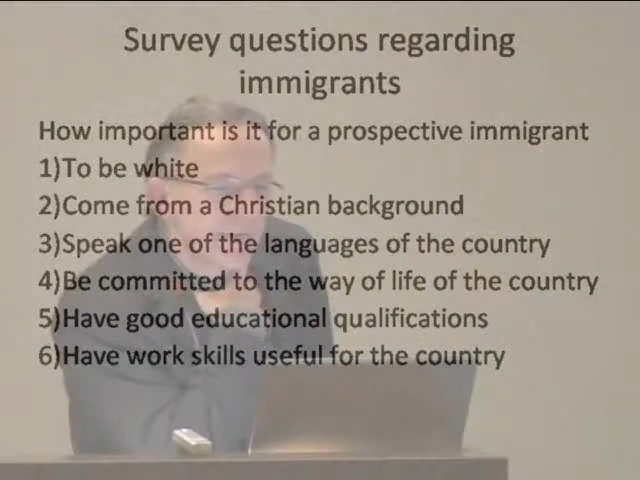 Survey questions regarding
immigrants
How important is it for a prospective immigrant
1)To be white
2)Come from a Christian background
3)Speak one of the languages of the country
4)Be committed to the way of life of the country
5)Have good educational qualifications
6)Have work skills useful for the country